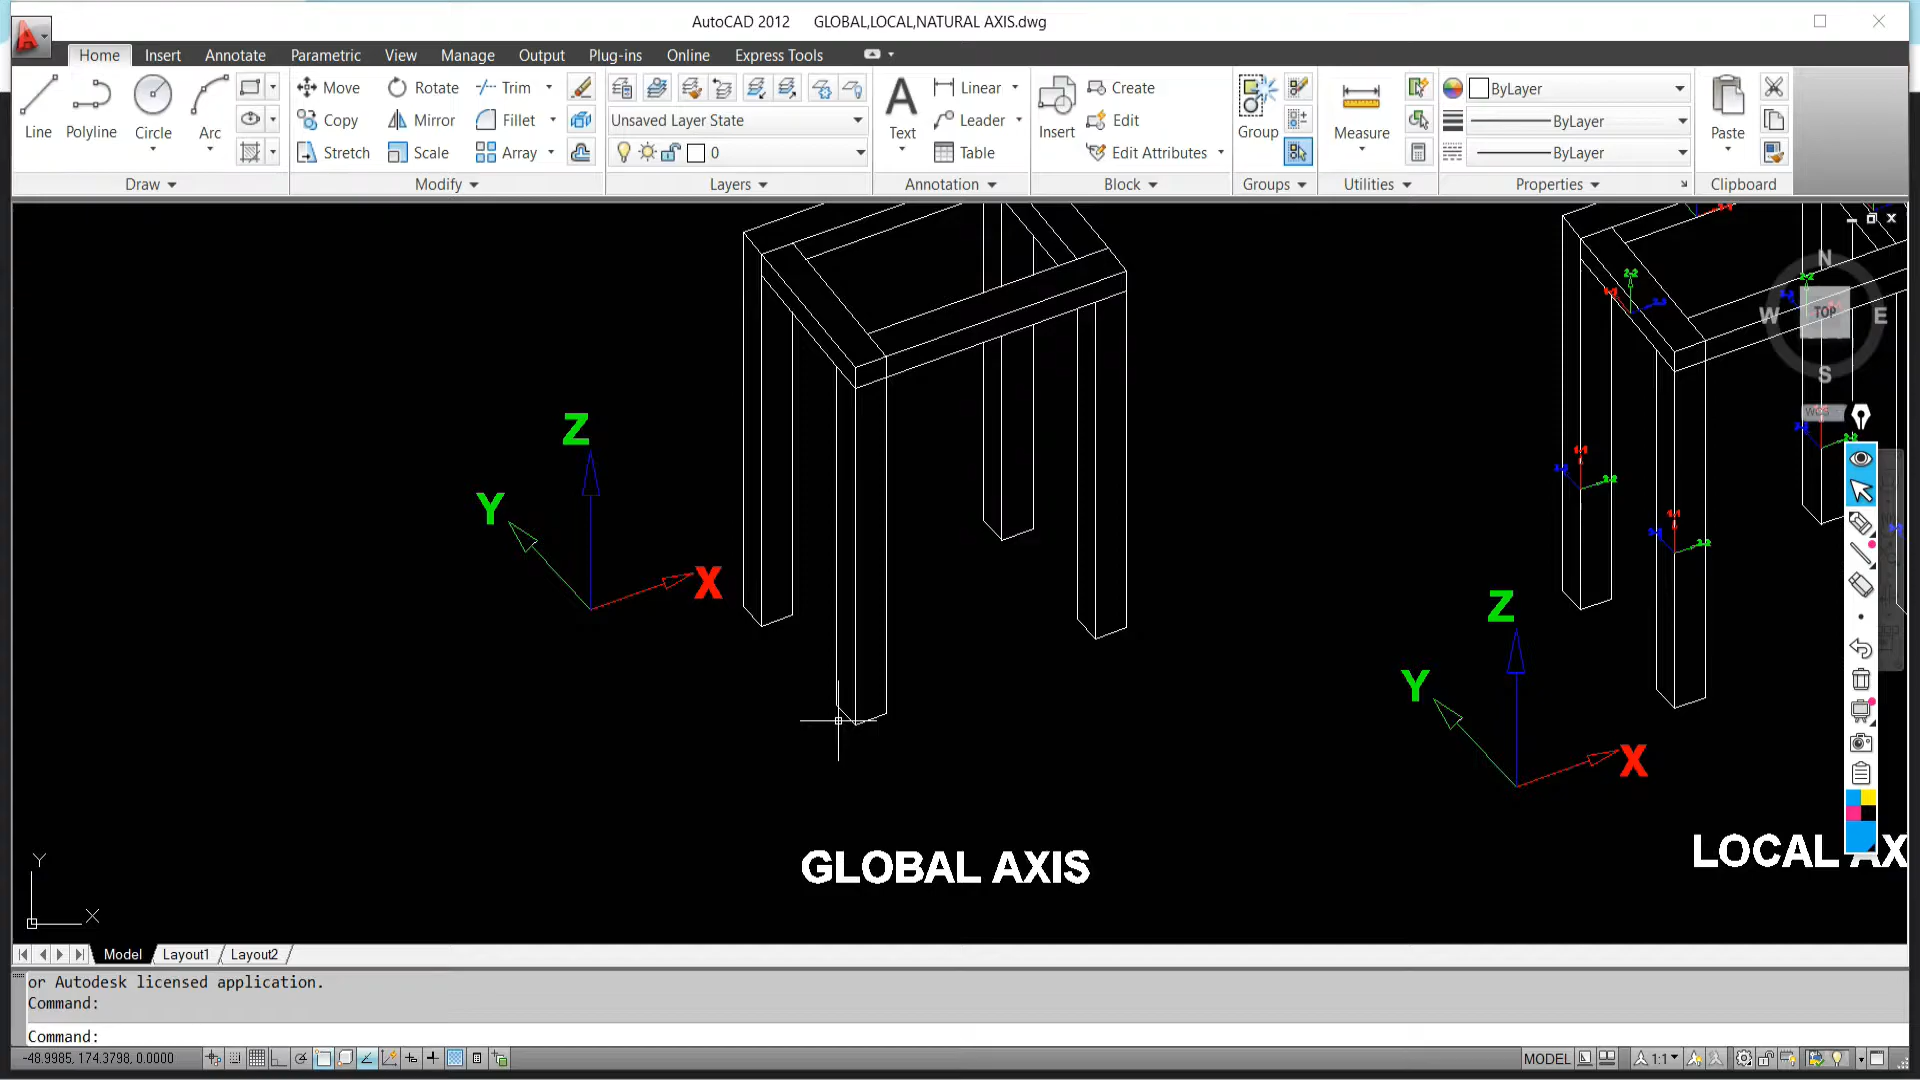 AutoCAD 2012 GLOBAL,LOCAL,NATURAL AXIS.dwg
Home Insert Annotate Parametric View Manage Output Plug-ins Online Express Tools
Line Polyline Circle Arc
Move Rotate Trim
Copy Mirror Fillet
Stretch Scale Array
Unsaved Layer State
0
Text
Linear
Leader
Table
Insert
Create
Edit
Edit Attributes
Group
Measure
ByLayer
ByLayer
ByLayer
Paste
Draw Modify Layers Annotation Block Groups Utilities Properties Clipboard
N
W TOP E
S
WCS
Z
Y
X
Z
Y
X
GLOBAL AXIS
LOCAL AX
Y
X
Model Layout1 Layout2
or Autodesk licensed application.
Command:
Command:
-48.9985, 174.3798, 0.0000
MODEL
1:1